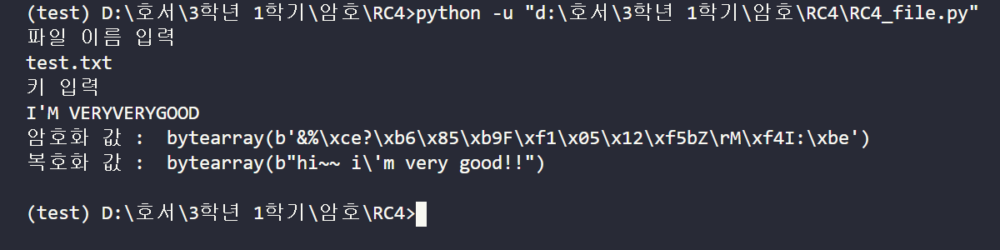 (test) D:\호서\3학년 1학기\암호\RC4>python -u "d:\호서\3학년 1학기\암호\RC4\RC4_file.py"
파일 이름 입력
test.txt
키 입력
I'M VERYVERYGOOD
암호화 값 :  bytearray(b'&%\xce?\xb6\x85\xb9F\xf1\x05\x12\xf5bZ\rM\xf4I:\xbe')
복호화 값 :  bytearray(b"hi~~ i\'m very good!!")
(test) D:\호서\3학년 1학기\암호\RC4>